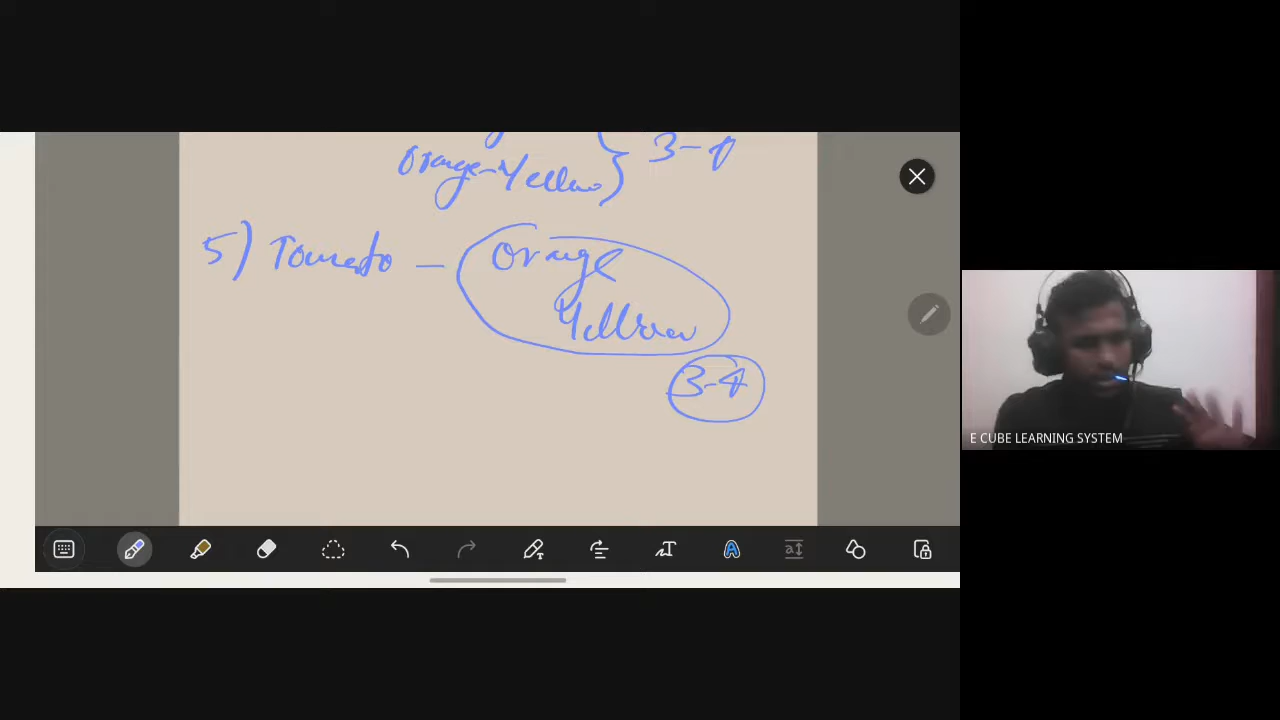 Orange-Yellow } 3-4
5) Tomato - Orange
Yellow
3-4
E CUBE LEARNING SYSTEM